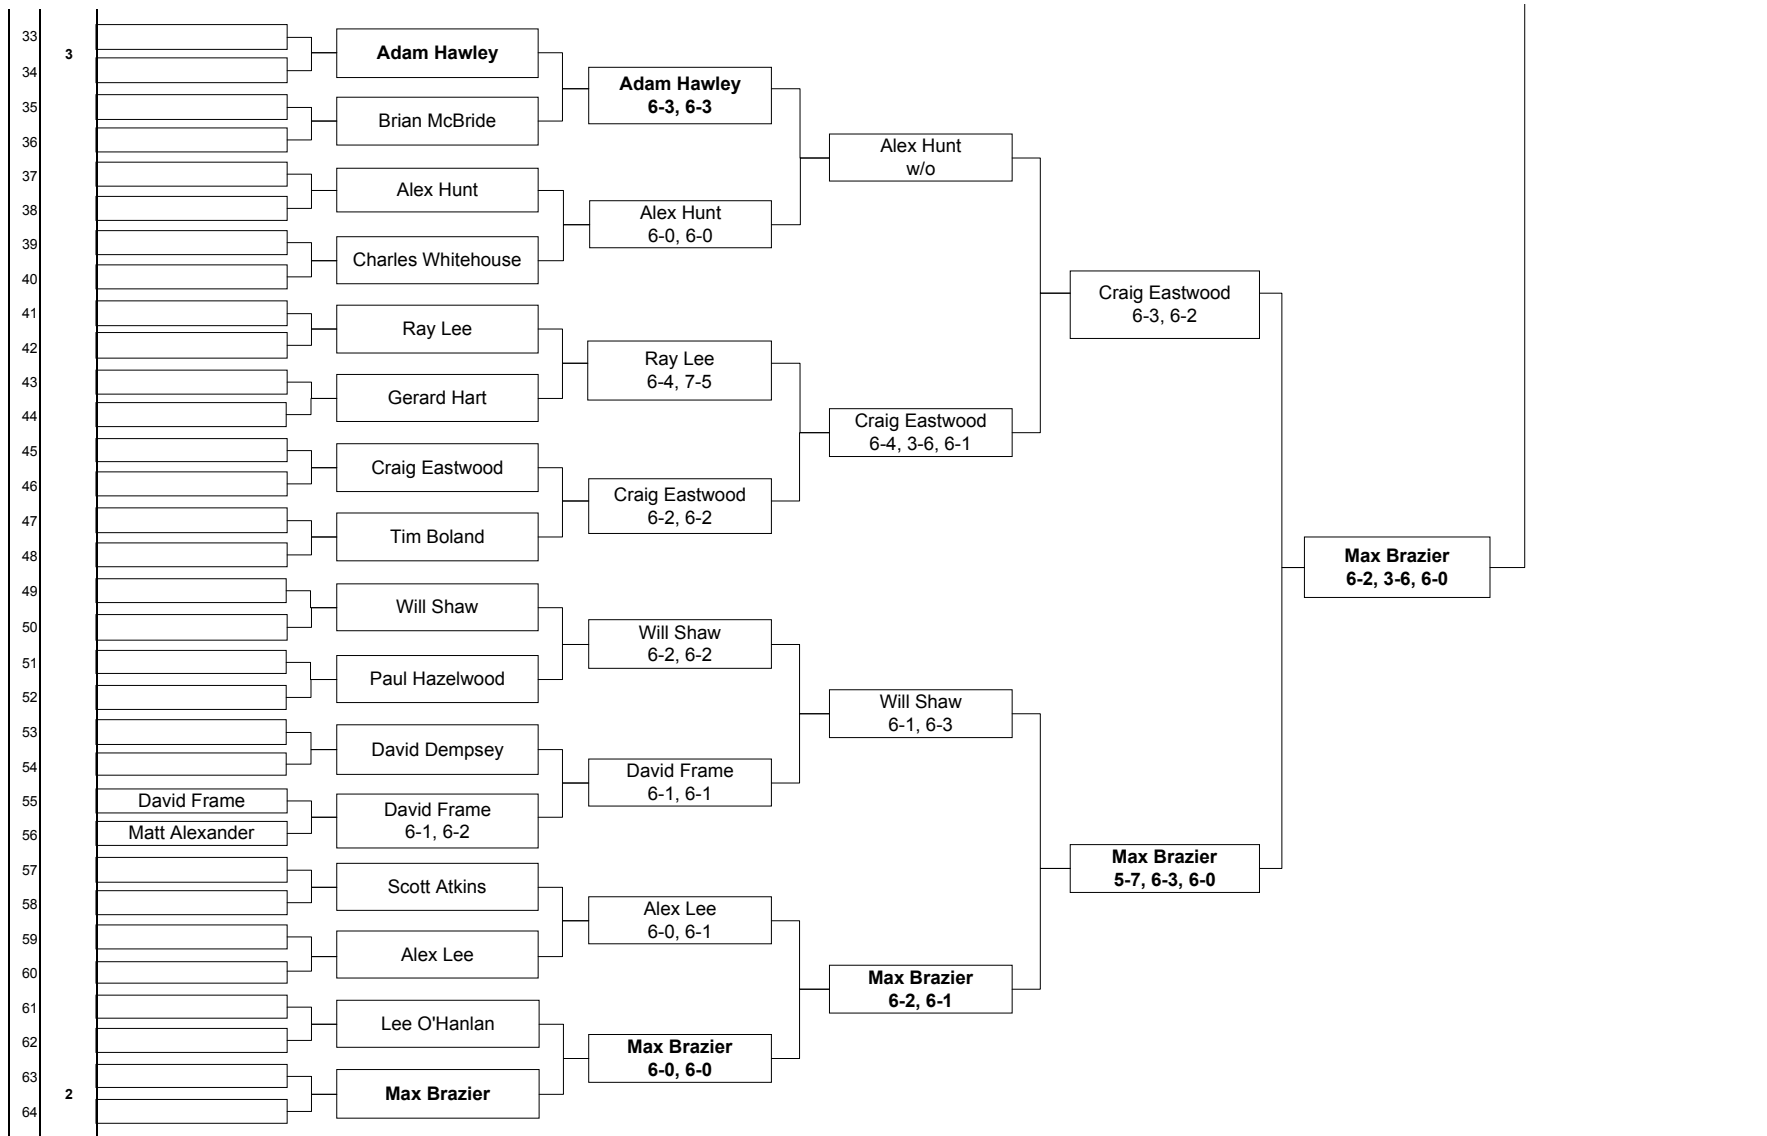 33
3
34
35
36
37
38
39
40
41
42
43
44
45
46
47
48
49
50
51
52
53
54
55
56
57
58
59
60
61
62
63
2
64
David Frame
Matt Alexander
Adam Hawley
Brian McBride
Alex Hunt
Charles Whitehouse
Ray Lee
Gerard Hart
Craig Eastwood
Tim Boland
Will Shaw
Paul Hazelwood
David Dempsey
David Frame
6-1, 6-2
Scott Atkins
Alex Lee
Lee O'Hanlan
Max Brazier
Adam Hawley
6-3, 6-3
Alex Hunt
6-0, 6-0
Ray Lee
6-4, 7-5
Craig Eastwood
6-2, 6-2
Will Shaw
6-2, 6-2
David Frame
6-1, 6-1
Alex Lee
6-0, 6-1
Max Brazier
6-0, 6-0
Alex Hunt
w/o
Craig Eastwood
6-4, 3-6, 6-1
Will Shaw
6-1, 6-3
Max Brazier
6-2, 6-1
Craig Eastwood
6-3, 6-2
Max Brazier
5-7, 6-3, 6-0
Max Brazier
6-2, 3-6, 6-0